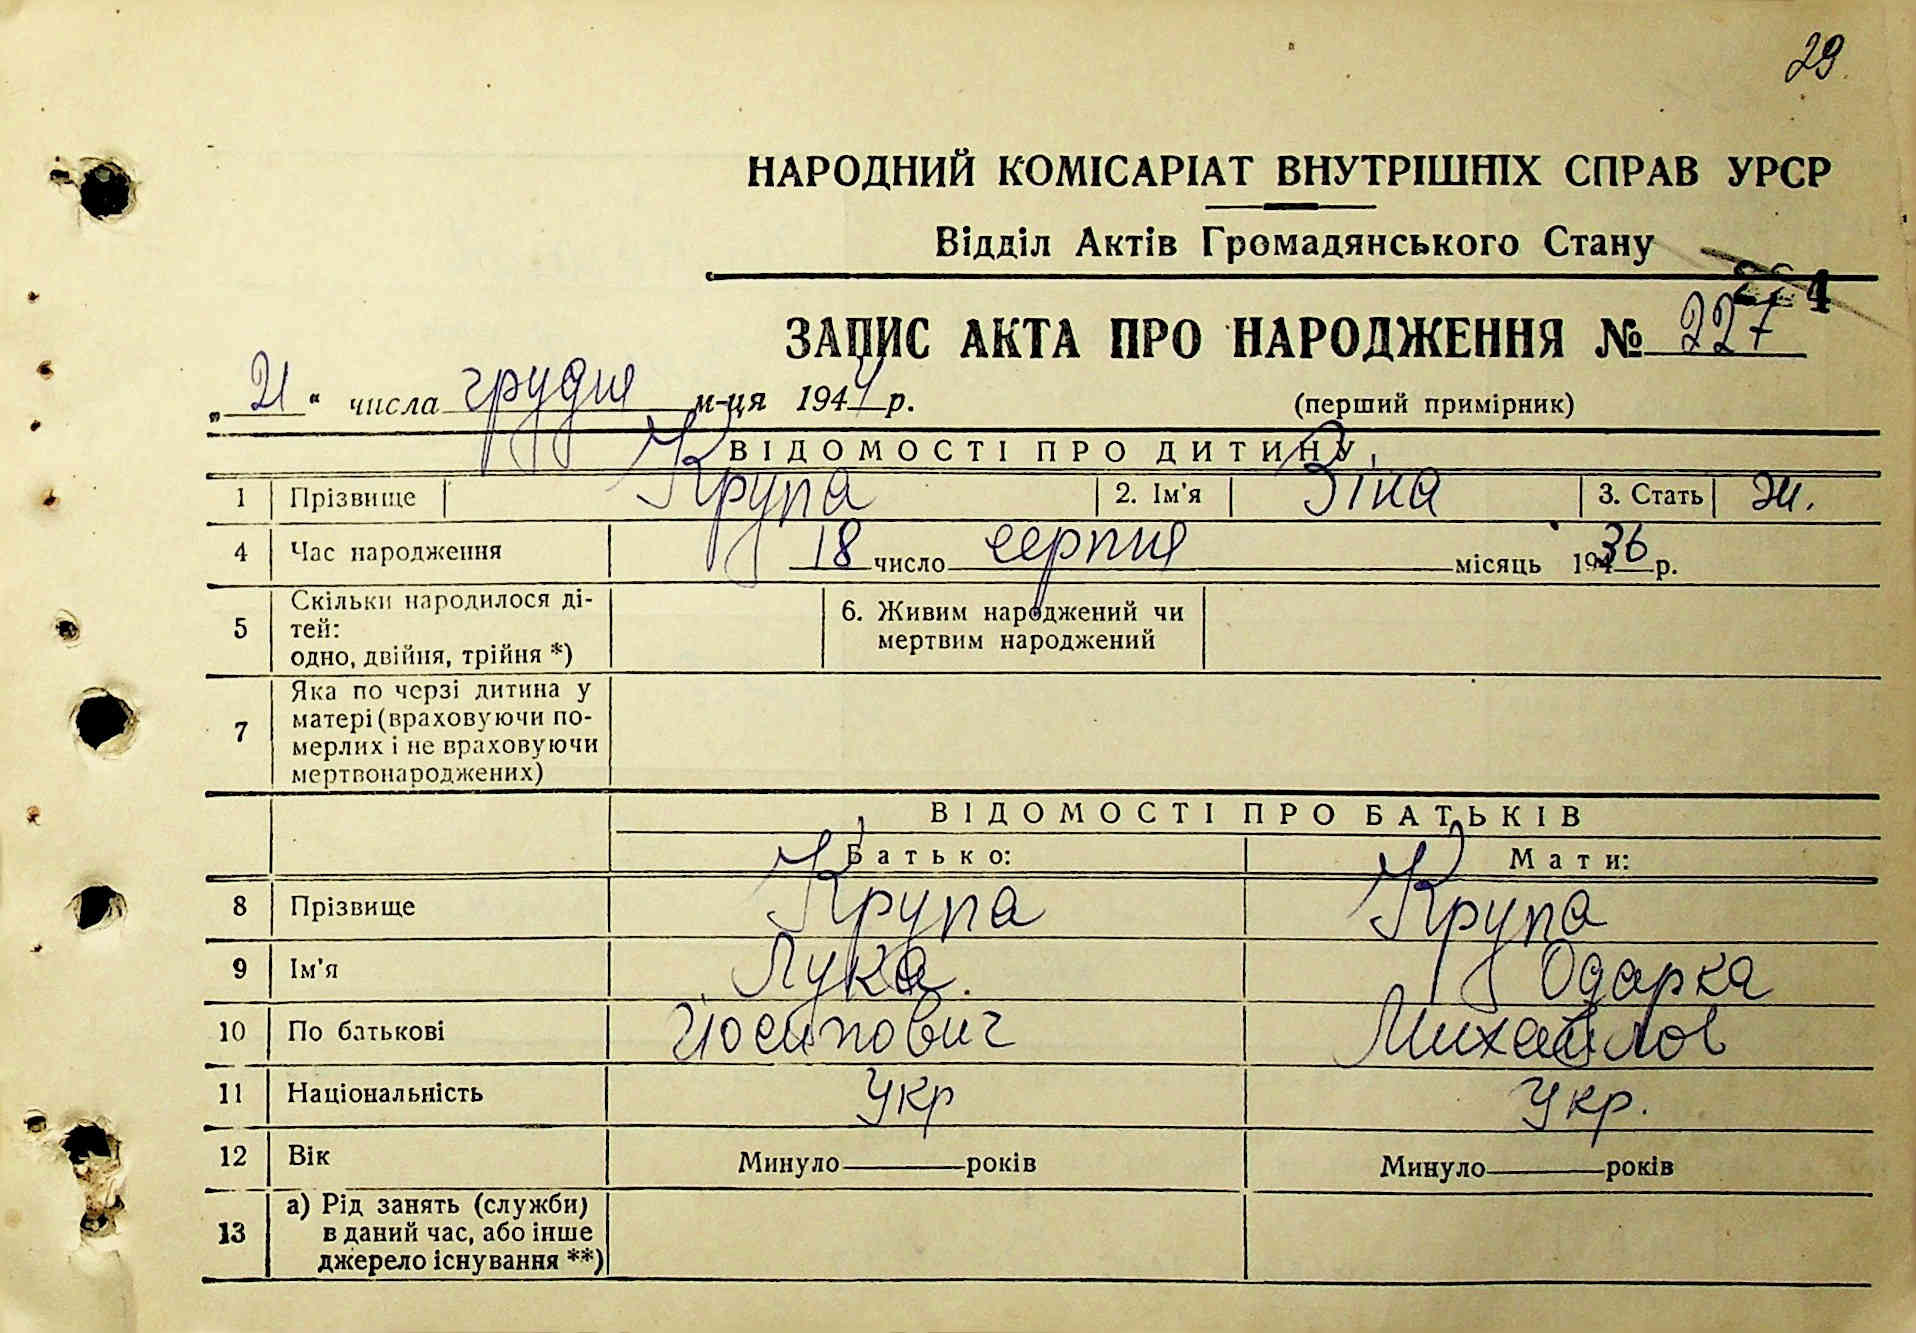 29.
НАРОДНИЙ КОМІСАРІАТ ВНУТРІШНІХ СПРАВ УРСР
Відділ Актів Громадянського Стану
ЗАПИС АКТА ПРО НАРОДЖЕННЯ № 227
„21“ числа грудня м-ця 1944 р. (перший примірник)
ВІДОМОСТІ ПРО ДИТИНУ
1 Прізвище Крупа 2. Ім'я Зіна 3. Стать ж.
4 Час народження 18 число серпня місяць 1936 р.
5 Скільки народилося ді-
тей:
одно, двійня, трійня *)
6. Живим народжений чи
мертвим народжений
7 Яка по черзі дитина у
матері (враховуючи по-
мерлих і не враховуючи
мертвонароджених)
ВІДОМОСТІ ПРО БАТЬКІВ
Батько: Мати:
8 Прізвище Крупа Крупа
9 Ім'я Лука. Одарка
10 По батькові Йосипович Михайлов
11 Національність Укр Укр.
12 Вік Минуло років Минуло років
13 а) Рід занять (служби)
в даний час, або інше
джерело існування **)